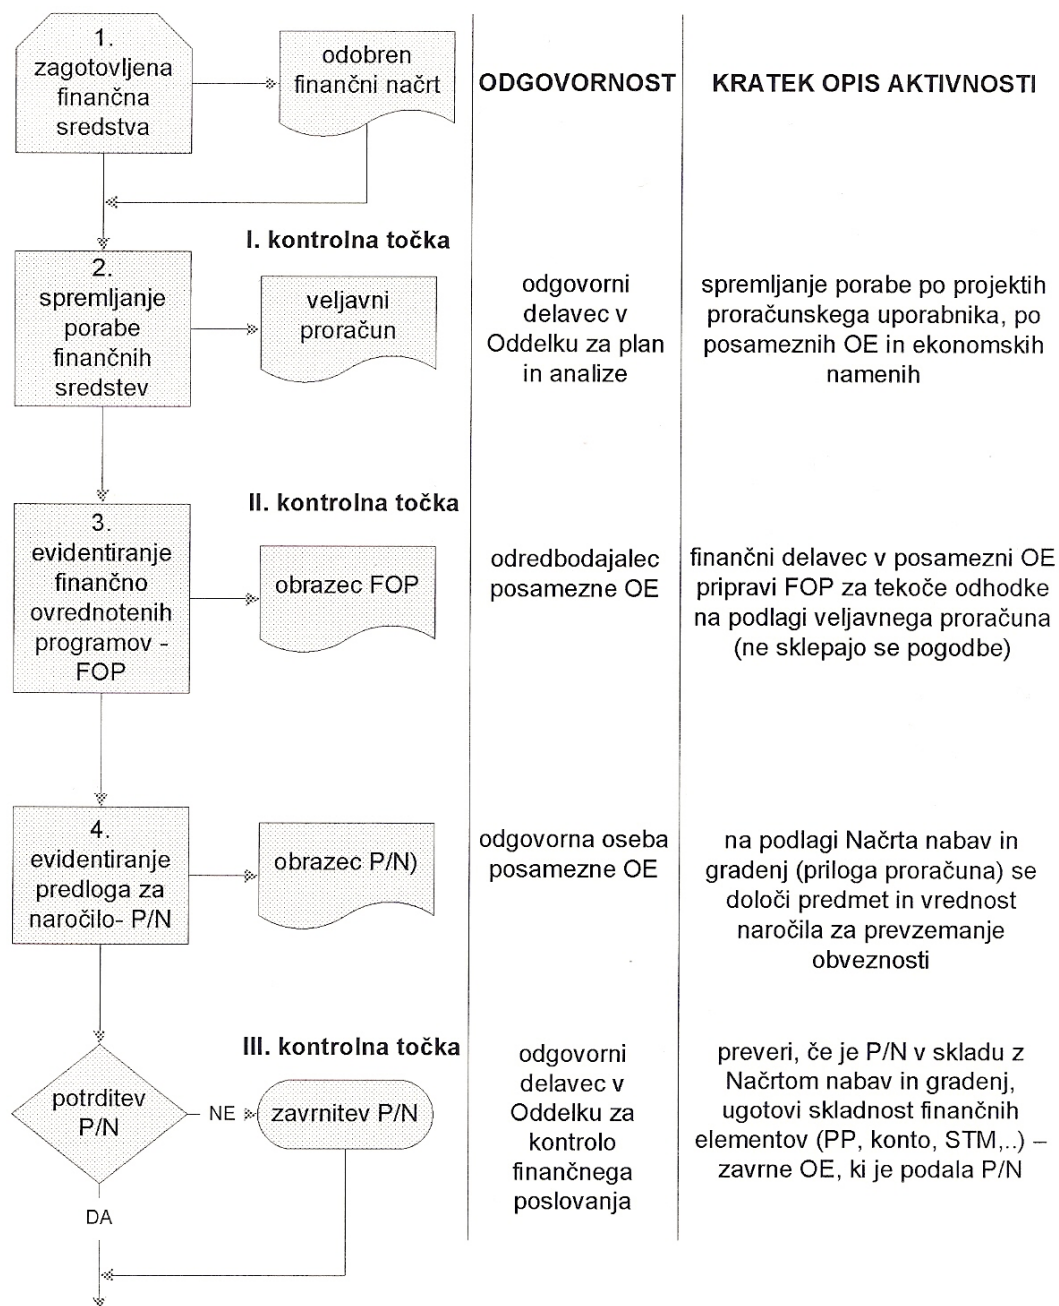 1.
zagotovljena
finančna
sredstva
odobren
finančni načrt
ODGOVORNOST
KRATEK OPIS AKTIVNOSTI
I. kontrolna točka
2.
spremljanje
porabe
finančnih
sredstev
veljavni
proračun
odgovorni
delavec v
Oddelku za plan
in analize
spremljanje porabe po projektih
proračunskega uporabnika, po
posameznih OE in ekonomskih
namenih
II. kontrolna točka
3.
evidentiranje
finančno
ovrednotenih
programov -
FOP
obrazec FOP
odredbodajalec
posamezne OE
finančni delavec v posamezni OE
pripravi FOP za tekoče odhodke
na podlagi veljavnega proračuna
(ne sklepajo se pogodbe)
4.
evidentiranje
predloga za
naročilo- P/N
obrazec P/N)
odgovorna oseba
posamezne OE
na podlagi Načrta nabav in
gradenj (priloga proračuna) se
določi predmet in vrednost
naročila za prevzemanje
obveznosti
III. kontrolna točka
potrditev
P/N
NE
zavrnitev P/N
DA
odgovorni
delavec v
Oddelku za
kontrolo
finančnega
poslovanja
preveri, če je P/N v skladu z
Načrtom nabav in gradenj,
ugotovi skladnost finančnih
elementov (PP, konto, STM,..) –
zavrne OE, ki je podala P/N